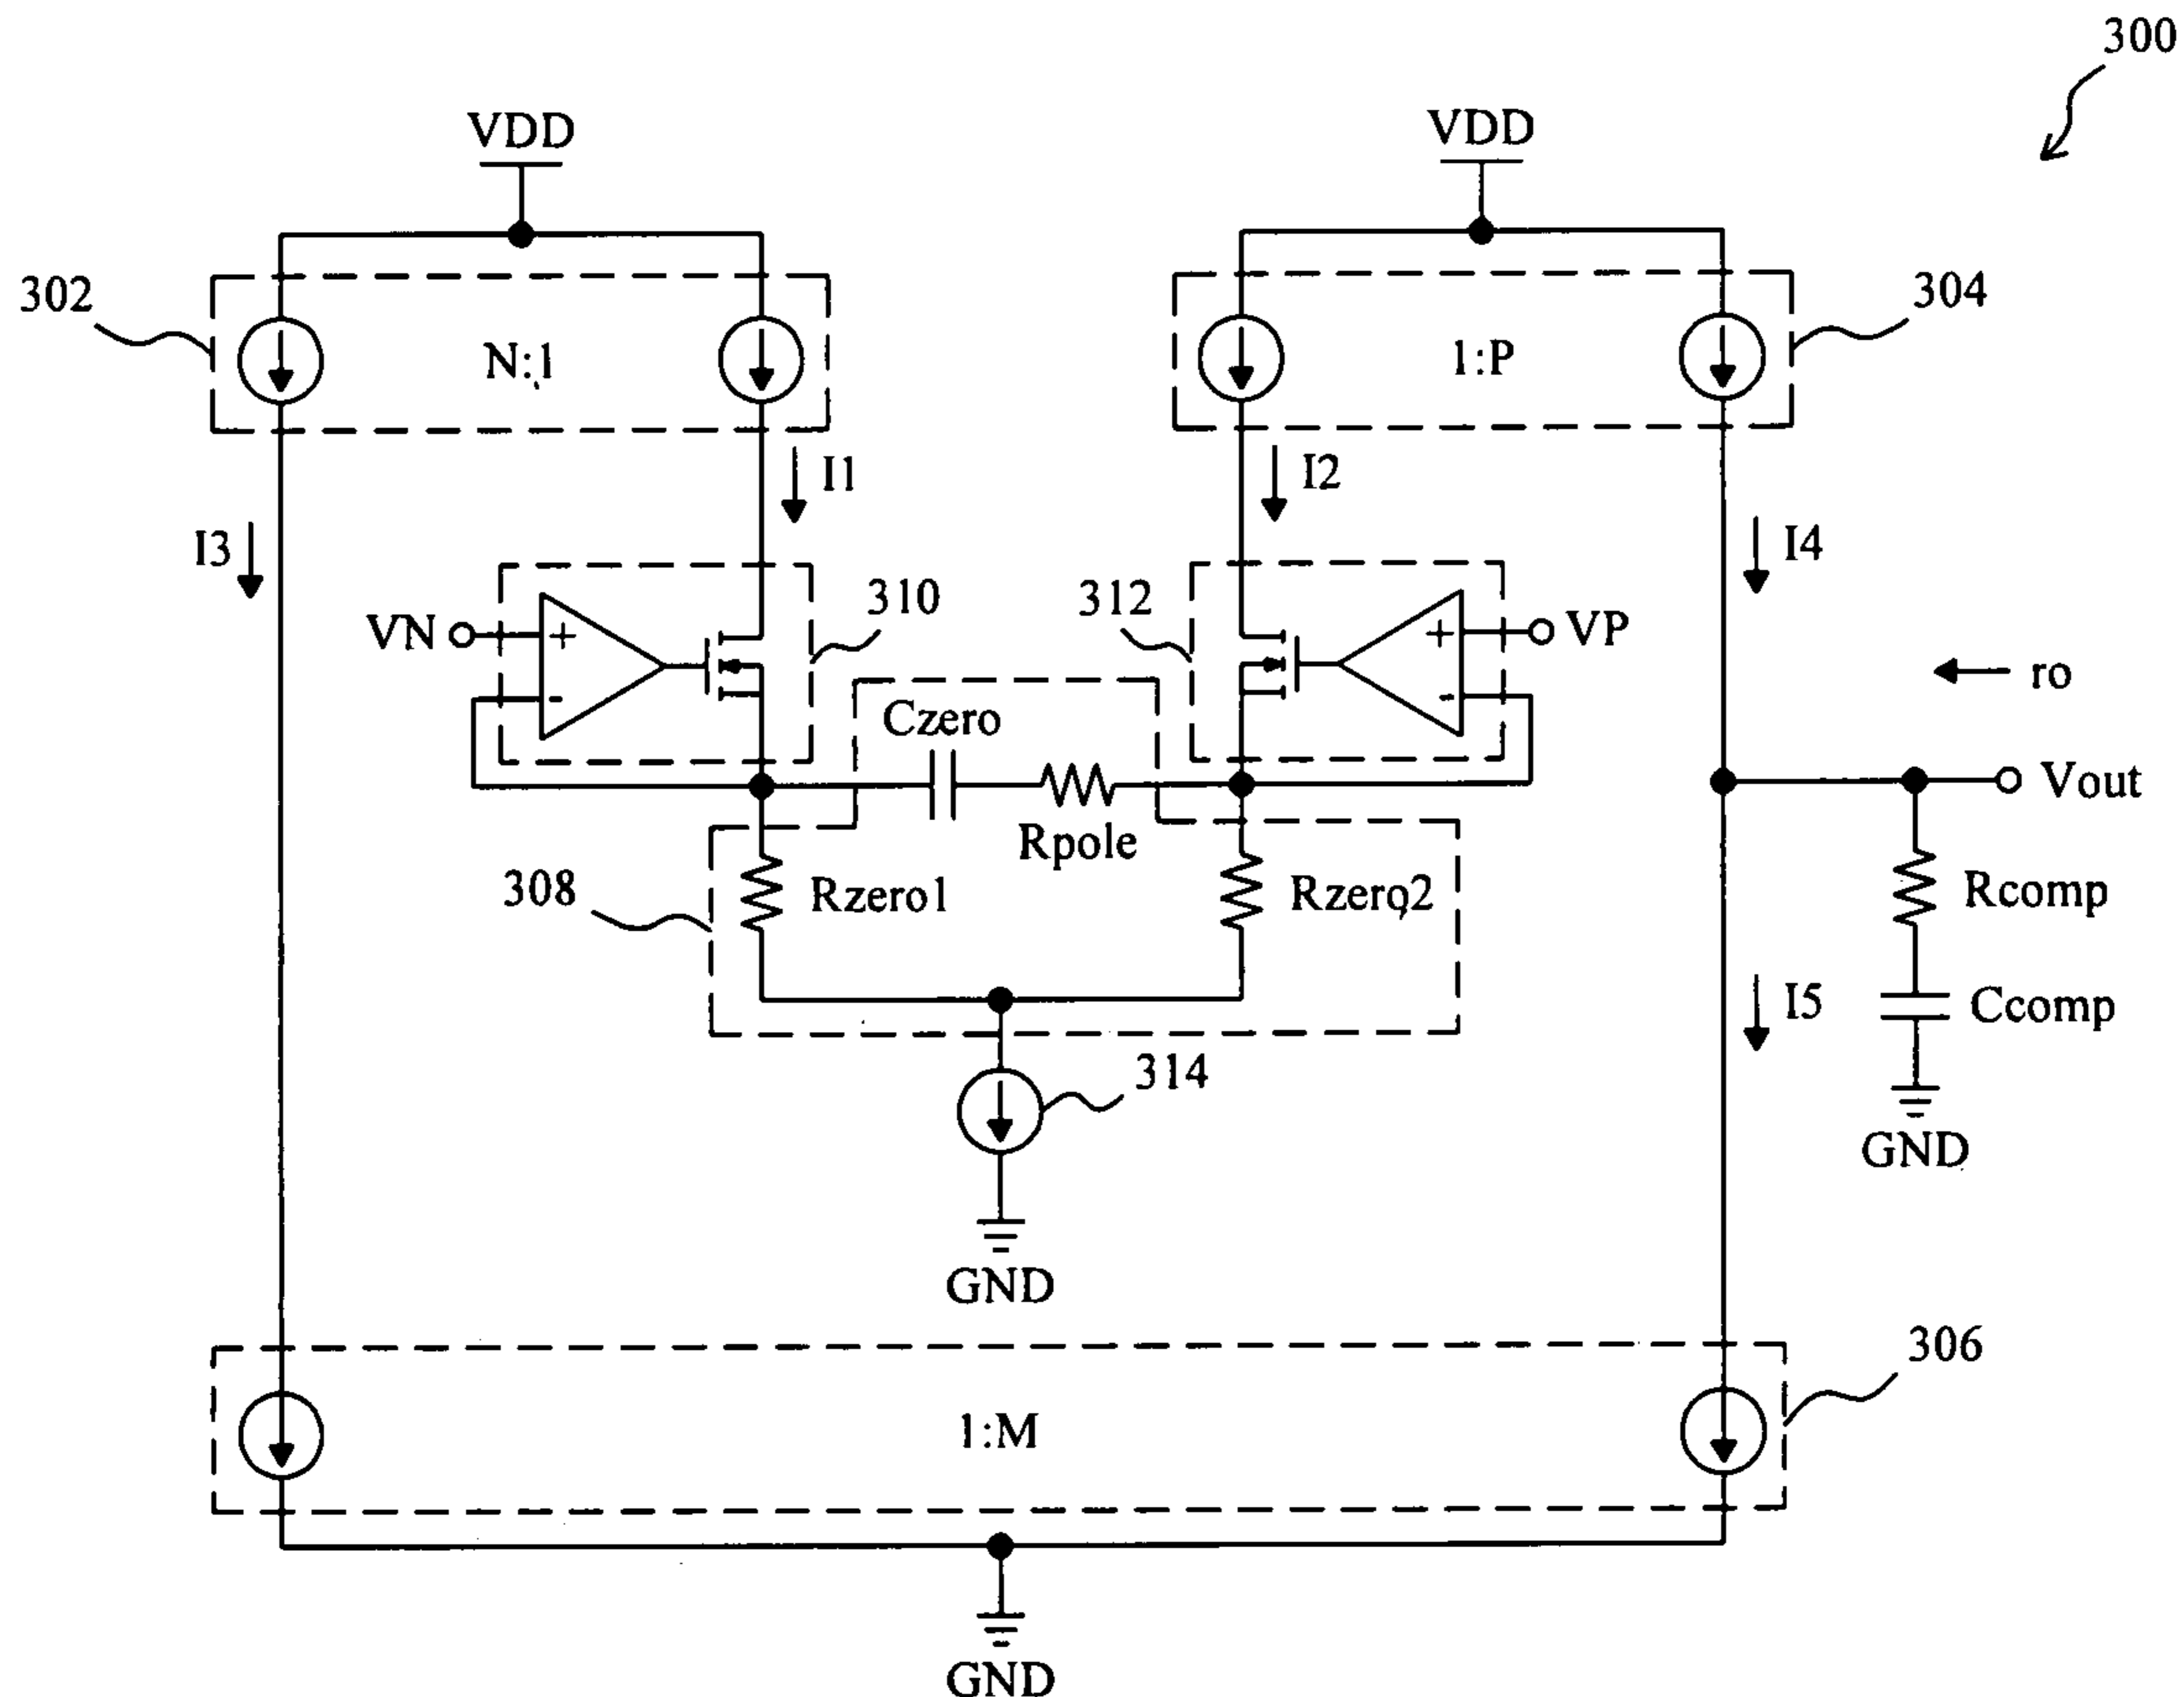 300
VDD
VDD
302
N:1
1:P
304
I1
I2
I3
I4
VN
+
-
310
312
+
-
VP
ro
Czero
Rpole
Vout
308
Rzero1
Rzero2
Rcomp
I5
Ccomp
314
GND
GND
306
1:M
GND